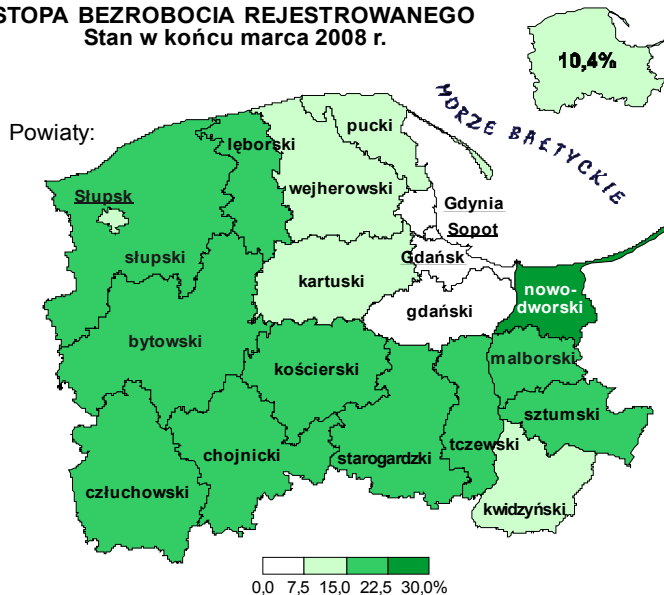 STOPA BEZROBOCIA REJESTROWANEGO
Stan w końcu marca 2008 r.
10,4%
Powiaty:
MORZE BAŁTYCKIE
pucki
lęborski
wejherowski
Słupsk
Gdynia
Sopot
słupski
Gdańsk
kartuski
nowo-
dworski
gdański
bytowski
malborski
kościerski
sztumski
chojnicki
starogardzki
tczewski
człuchowski
kwidzyński
0,0 7,5 15,0 22,5 30,0%